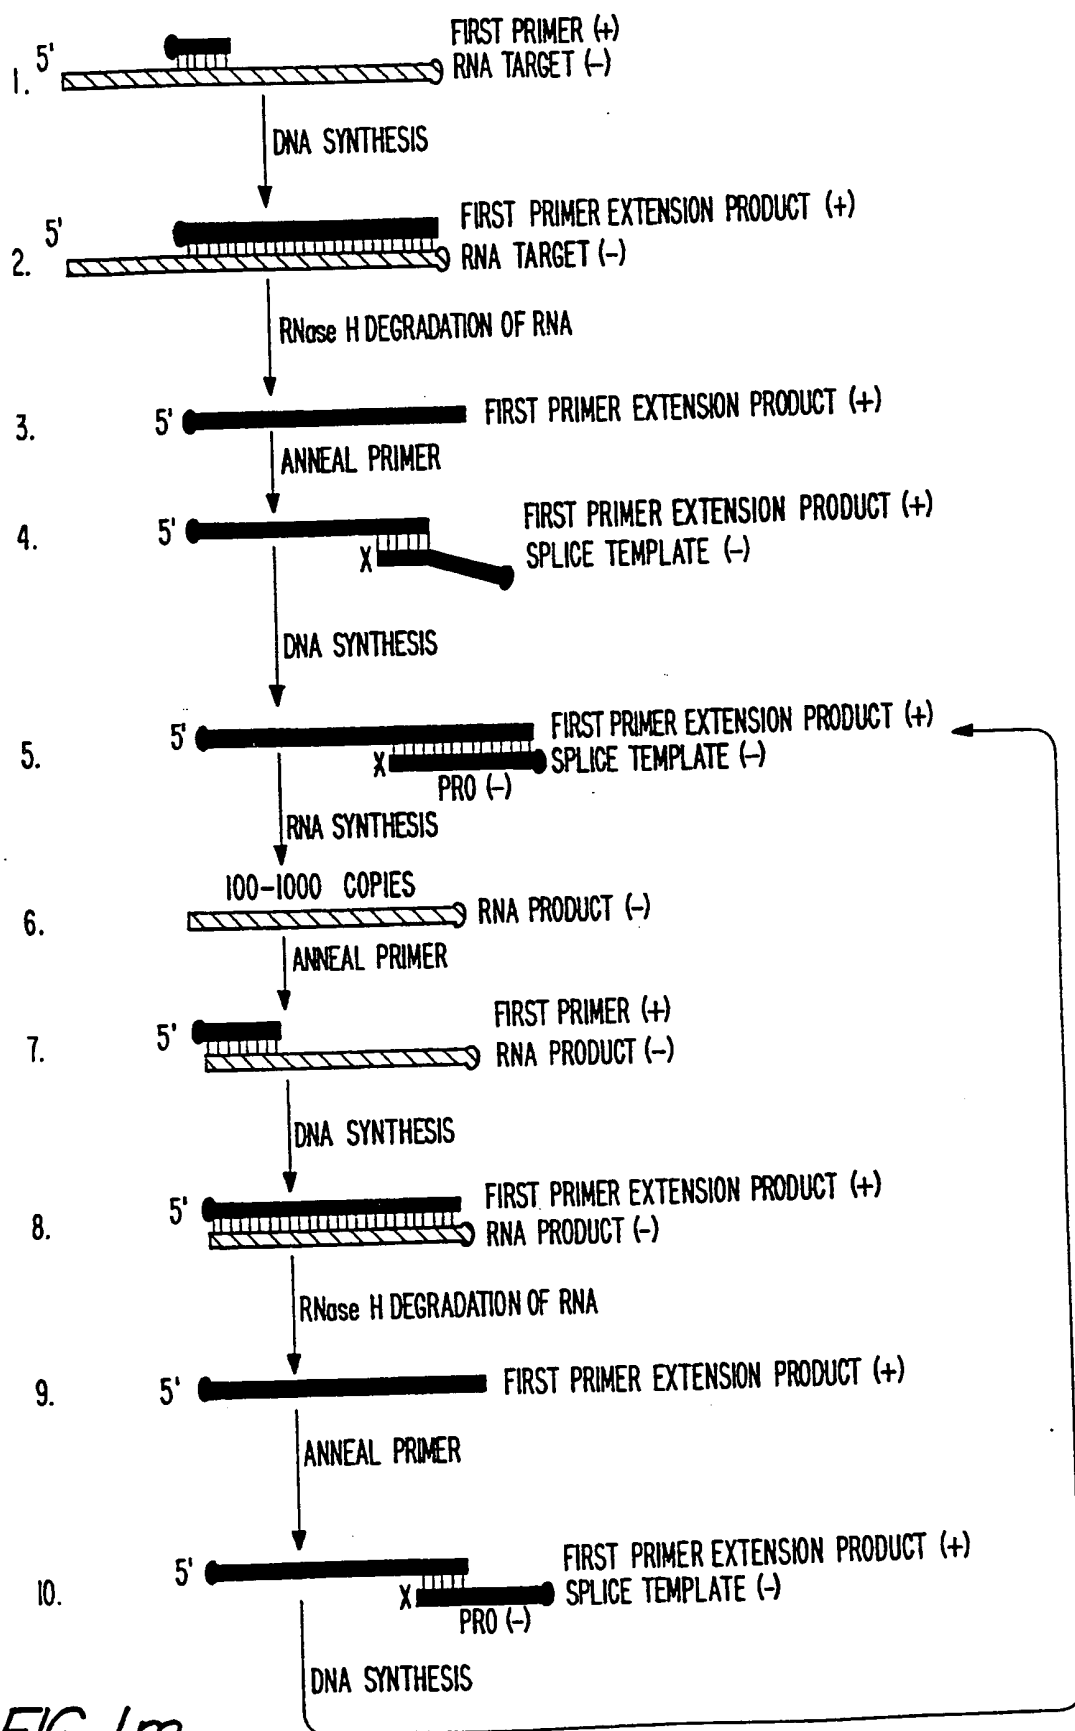 FIRST PRIMER (+)
5'
1.
RNA TARGET (-)
DNA SYNTHESIS
FIRST PRIMER EXTENSION PRODUCT (+)
5'
2.
RNA TARGET (-)
RNase H DEGRADATION OF RNA
3.
5'
FIRST PRIMER EXTENSION PRODUCT (+)
ANNEAL PRIMER
4.
5'
FIRST PRIMER EXTENSION PRODUCT (+)
X
SPLICE TEMPLATE (-)
DNA SYNTHESIS
5.
5'
FIRST PRIMER EXTENSION PRODUCT (+)
X
SPLICE TEMPLATE (-)
PRO (-)
RNA SYNTHESIS
100-1000 COPIES
6.
RNA PRODUCT (-)
ANNEAL PRIMER
7.
5'
FIRST PRIMER (+)
RNA PRODUCT (-)
DNA SYNTHESIS
8.
5'
FIRST PRIMER EXTENSION PRODUCT (+)
RNA PRODUCT (-)
RNase H DEGRADATION OF RNA
9.
5'
FIRST PRIMER EXTENSION PRODUCT (+)
ANNEAL PRIMER
10.
5'
FIRST PRIMER EXTENSION PRODUCT (+)
X
SPLICE TEMPLATE (-)
PRO (-)
DNA SYNTHESIS
FIG. 1m